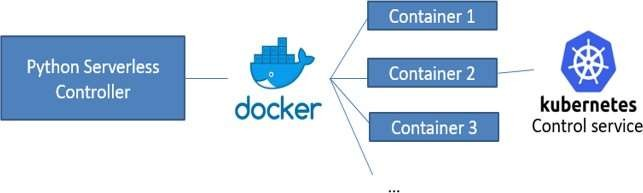 Python Serverless
Controller
docker
Container 1
Container 2
Container 3
...
kubernetes
Control service